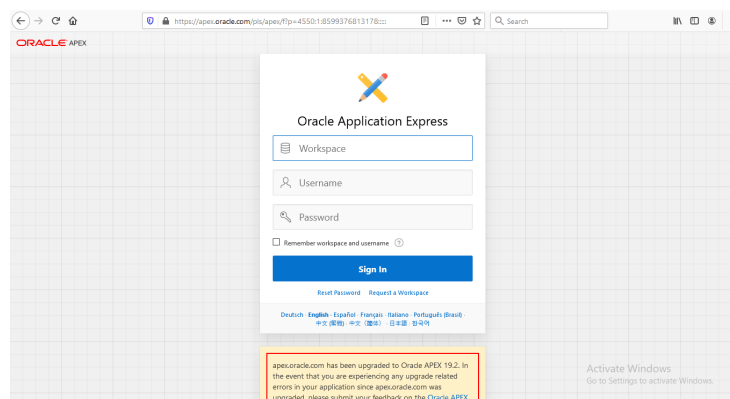 https://apex.oracle.com/pls/apex/f?p=4550:1:8599376813178:::::
Search
ORACLE APEX
Oracle Application Express
Workspace
Username
Password
Remember workspace and username ?
Sign In
Reset Password Request a Workspace
Deutsch · English · Español · Français · Italiano · Português (Brasil) ·
中文 · 中文 · 日本語 · 한국어
apex.oracle.com has been upgraded to Oracle APEX 19.2. In
the event that you are experiencing any upgrade related
errors in your application since apex.oracle.com was
upgraded, please submit your feedback on the Oracle APEX
Activate Windows
Go to Settings to activate Windows.